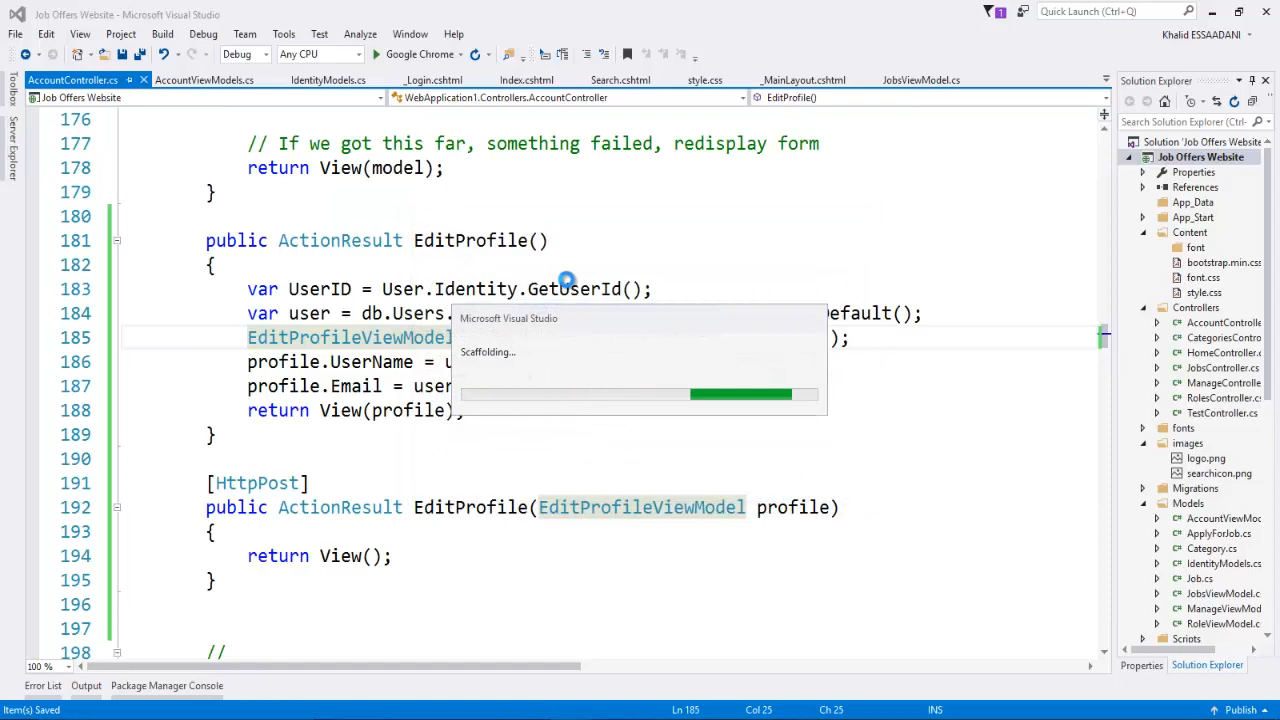 Job Offers Website - Microsoft Visual Studio
1
Quick Launch (Ctrl+Q)
File Edit View Project Build Debug Team Tools Test Analyze Window Help
Khalid ESSAADANI
Debug Any CPU Google Chrome
AccountController.cs AccountViewModels.cs IdentityModels.cs _Login.cshtml Index.cshtml Search.cshtml style.css _MainLayout.cshtml JobsViewModel.cs
Job Offers Website WebApplication1.Controllers.AccountController EditProfile()
Toolbox
Server Explorer
176
177 // If we got this far, something failed, redisplay form
178 return View(model);
179 }
180
181 public ActionResult EditProfile()
182 {
183 var UserID = User.Identity.GetUserId();
184 var user = db.Users. efault();
185 EditProfileViewModel );
186 profile.UserName = u
187 profile.Email = user
188 return View(profile);
189 }
190
191 [HttpPost]
192 public ActionResult EditProfile(EditProfileViewModel profile)
193 {
194 return View();
195 }
196
197
198 //
Microsoft Visual Studio
Scaffolding...
100 %
Solution Explorer
Search Solution Explorer (Ctrl+
Solution 'Job Offers Website
Job Offers Website
Properties
References
App_Data
App_Start
Content
font
bootstrap.min.css
font.css
style.css
Controllers
AccountControlle
CategoriesContro
HomeController.c
JobsController.cs
ManageController
RolesController.cs
TestController.cs
fonts
images
logo.png
searchicon.png
Migrations
Models
AccountViewMoc
ApplyForJob.cs
Category.cs
IdentityModels.cs
Job.cs
JobsViewModel.c
ManageViewMod
RoleViewModel.cs
Scripts
Properties Solution Explorer
Error List Output Package Manager Console
Item(s) Saved Ln 185 Col 25 Ch 25 INS Publish